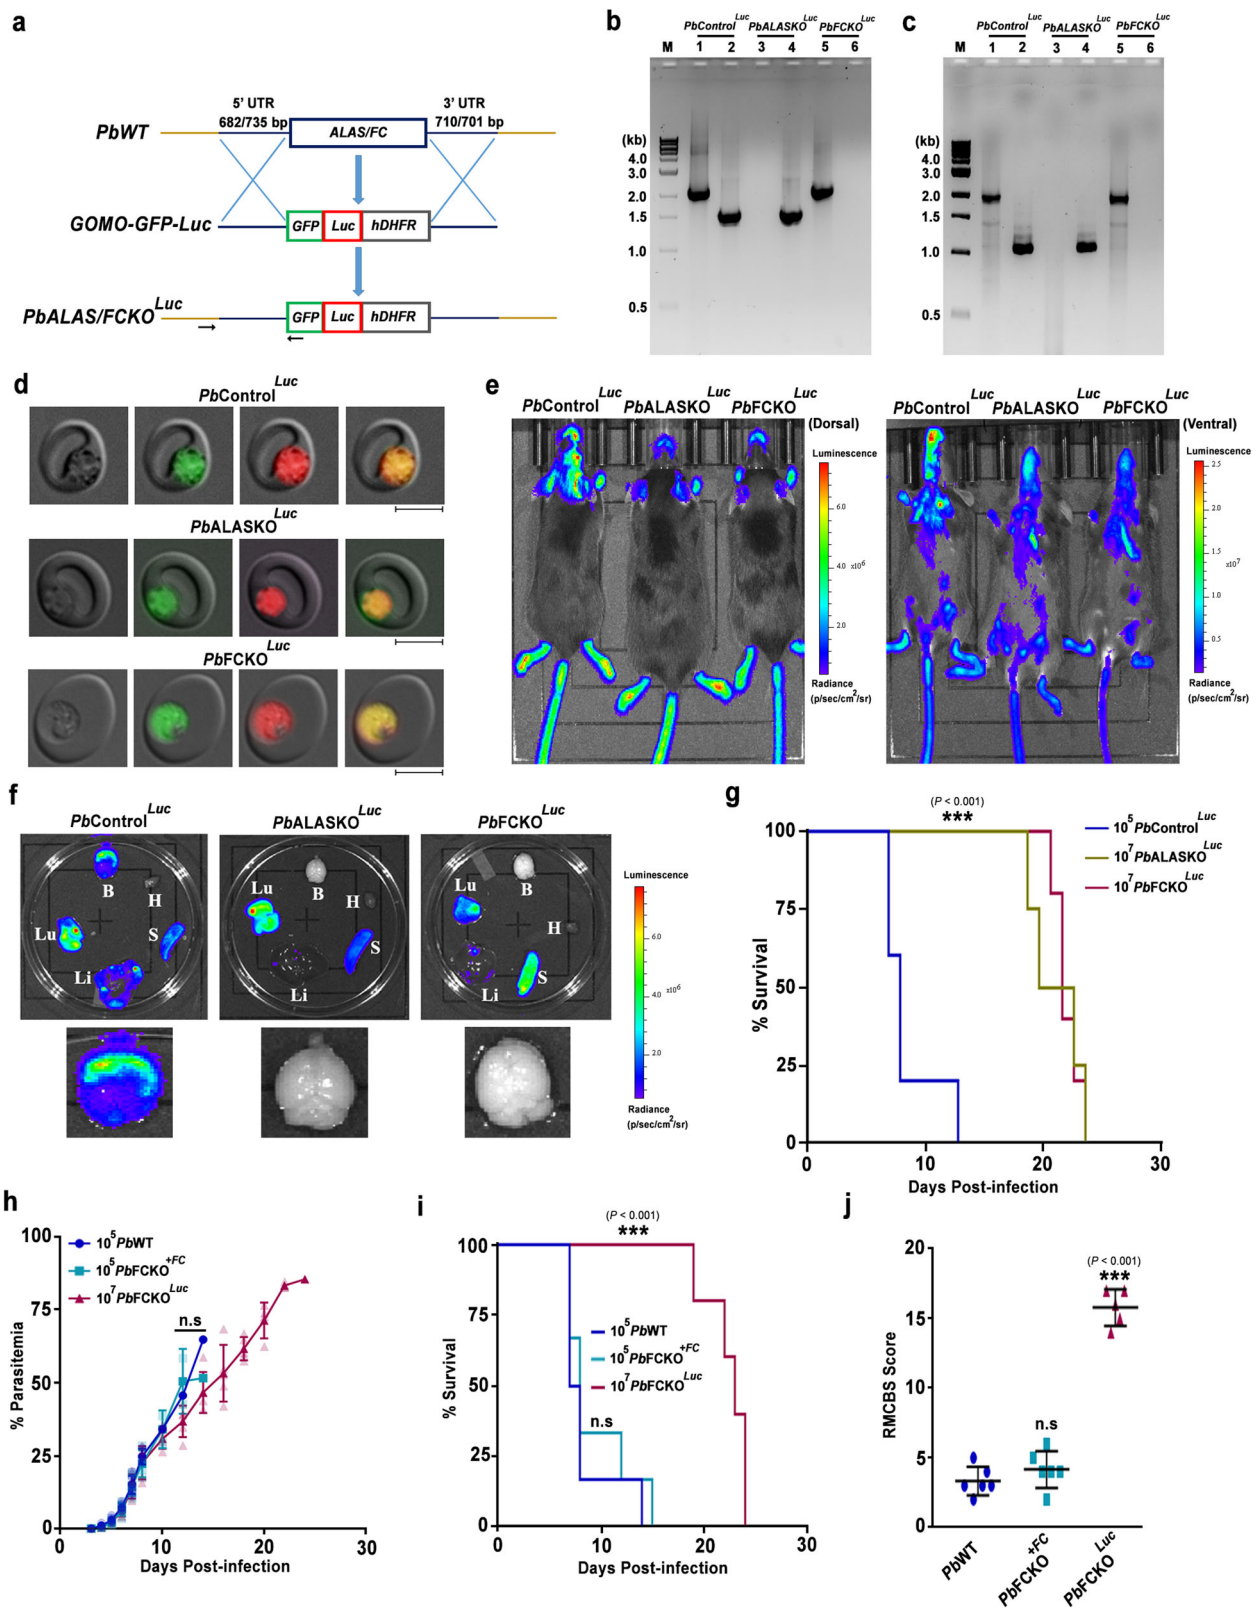 a
5' UTR
682/735 bp
3' UTR
710/701 bp
PbWT
ALAS/FC
GOMO-GFP-Luc
GFP Luc hDHFR
PbALAS/FCKO^Luc
GFP Luc hDHFR
b
PbControl^Luc PbALASKO^Luc PbFCKO^Luc
M 1 2 3 4 5 6
(kb)
4.0
3.0
2.0
1.5
1.0
0.5
c
PbControl^Luc PbALASKO^Luc PbFCKO^Luc
M 1 2 3 4 5 6
(kb)
4.0
3.0
2.0
1.5
1.0
0.5
d
PbControl^Luc
PbALASKO^Luc
PbFCKO^Luc
e
PbControl^Luc PbALASKO^Luc PbFCKO^Luc
(Dorsal)
Luminescence
6.0
4.0 x10^6
2.0
Radiance
(p/sec/cm^2/sr)
PbControl^Luc PbALASKO^Luc PbFCKO^Luc
(Ventral)
Luminescence
2.5
2.0
1.5
x10^7
1.0
0.5
Radiance
(p/sec/cm^2/sr)
f
PbControl^Luc PbALASKO^Luc PbFCKO^Luc
B
H
Lu
S
Li
B
H
Lu
S
Li
B
H
Lu
S
Li
Luminescence
6.0
4.0 x10^6
2.0
Radiance
(p/sec/cm^2/sr)
g
(P < 0.001)
***
10^5 PbControl^Luc
10^7 PbALASKO^Luc
10^7 PbFCKO^Luc
% Survival
100
75
50
25
0
0 10 20 30
Days Post-infection
h
10^5 PbWT
10^5 PbFCKO^+FC
10^7 PbFCKO^Luc
n.s
% Parasitemia
100
75
50
25
0
0 10 20 30
Days Post-infection
i
(P < 0.001)
***
10^5 PbWT
10^5 PbFCKO^+FC
10^7 PbFCKO^Luc
n.s
% Survival
100
75
50
25
0
0 10 20 30
Days Post-infection
j
(P < 0.001)
***
n.s
RMCBS Score
20
15
10
5
0
PbWT
PbFCKO^+FC
PbFCKO^Luc